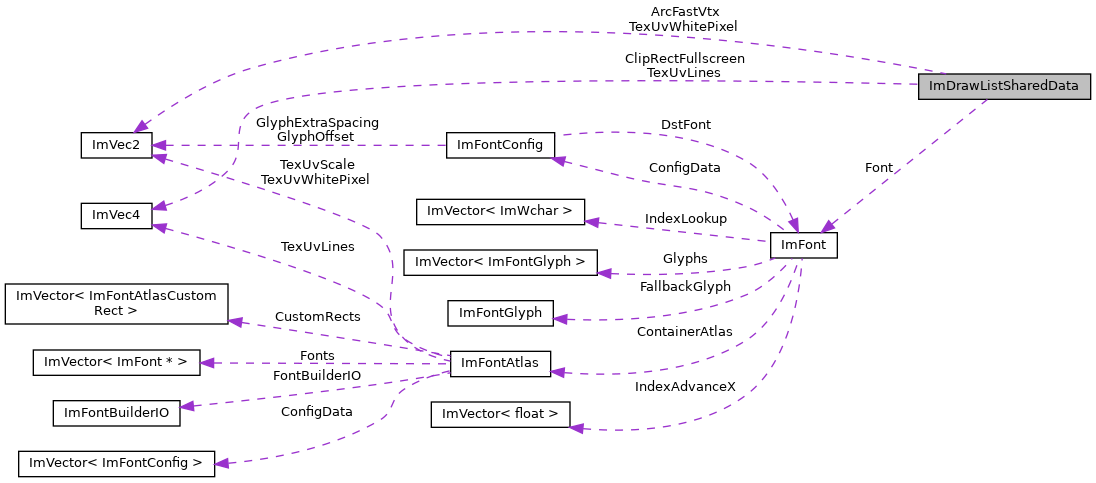 ArcFastVtx
TexUvWhitePixel
ClipRectFullscreen
TexUvLines
ImDrawListSharedData
GlyphExtraSpacing
GlyphOffset
DstFont
ImVec2
ImFontConfig
TexUvScale
TexUvWhitePixel
ConfigData
Font
ImVec4
ImVector< ImWchar >
IndexLookup
ImFont
TexUvLines
ImVector< ImFontGlyph >
Glyphs
FallbackGlyph
ImVector< ImFontAtlasCustom
Rect >
CustomRects
ImFontGlyph
ContainerAtlas
ImVector< ImFont * >
Fonts
ImFontAtlas
FontBuilderIO
IndexAdvanceX
ImFontBuilderIO
ConfigData
ImVector< float >
ImVector< ImFontConfig >